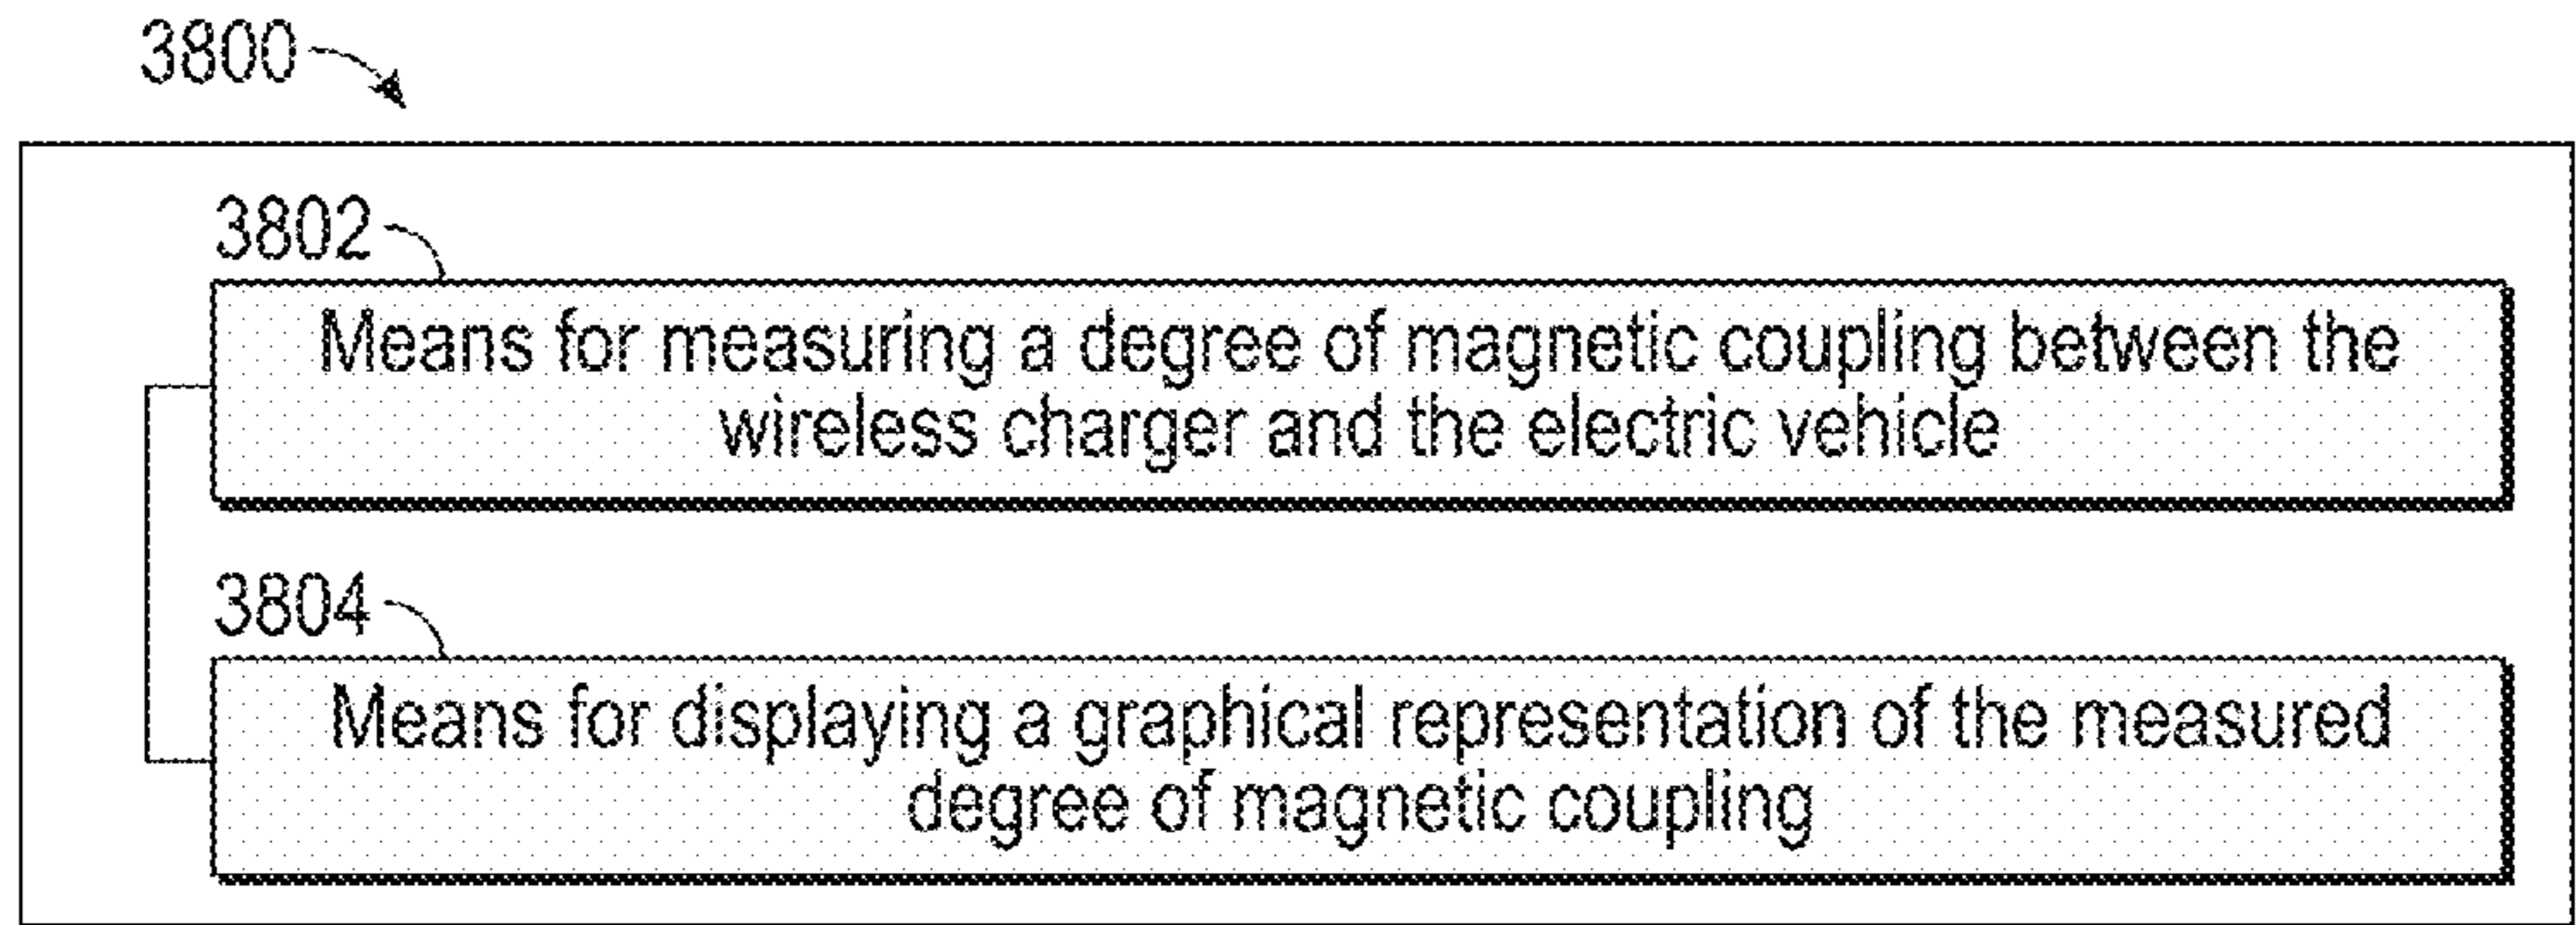 3800
3802
Means for measuring a degree of magnetic coupling between the
wireless charger and the electric vehicle
3804
Means for displaying a graphical representation of the measured
degree of magnetic coupling